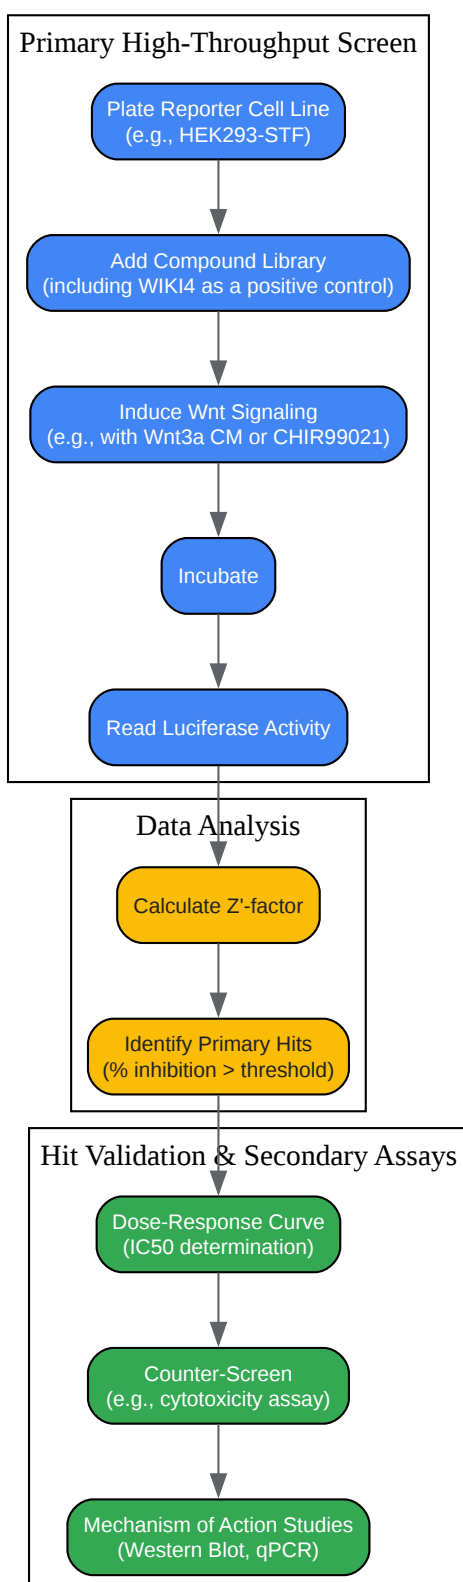 Primary High-Throughput Screen
Plate Reporter Cell Line
(e.g., HEK293-STF)
Add Compound Library
(including WIKI4 as a positive control)
Induce Wnt Signaling
(e.g., with Wnt3a CM or CHIR99021)
Incubate
Read Luciferase Activity
Data Analysis
Calculate Z'-factor
Identify Primary Hits
(% inhibition > threshold)
Hit Validation & Secondary Assays
Dose-Response Curve
(IC50 determination)
Counter-Screen
(e.g., cytotoxicity assay)
Mechanism of Action Studies
(Western Blot, qPCR)